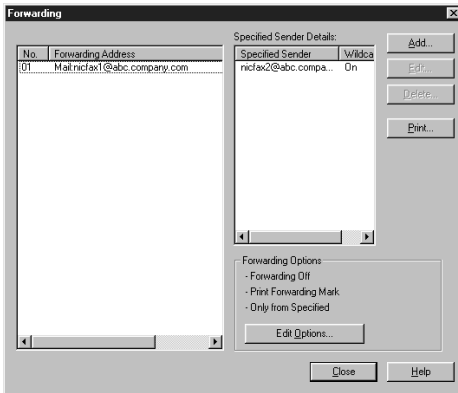 Forwarding
Specified Sender Details:
Add...
No. Forwarding Address
Specified Sender Wildca
01 Mail:nicfax1@abc.company.com
nicfax2@abc.compa... On
Edit...
Delete...
Print...
Forwarding Options
- Forwarding Off
- Print Forwarding Mark
- Only from Specified
Edit Options...
Close
Help